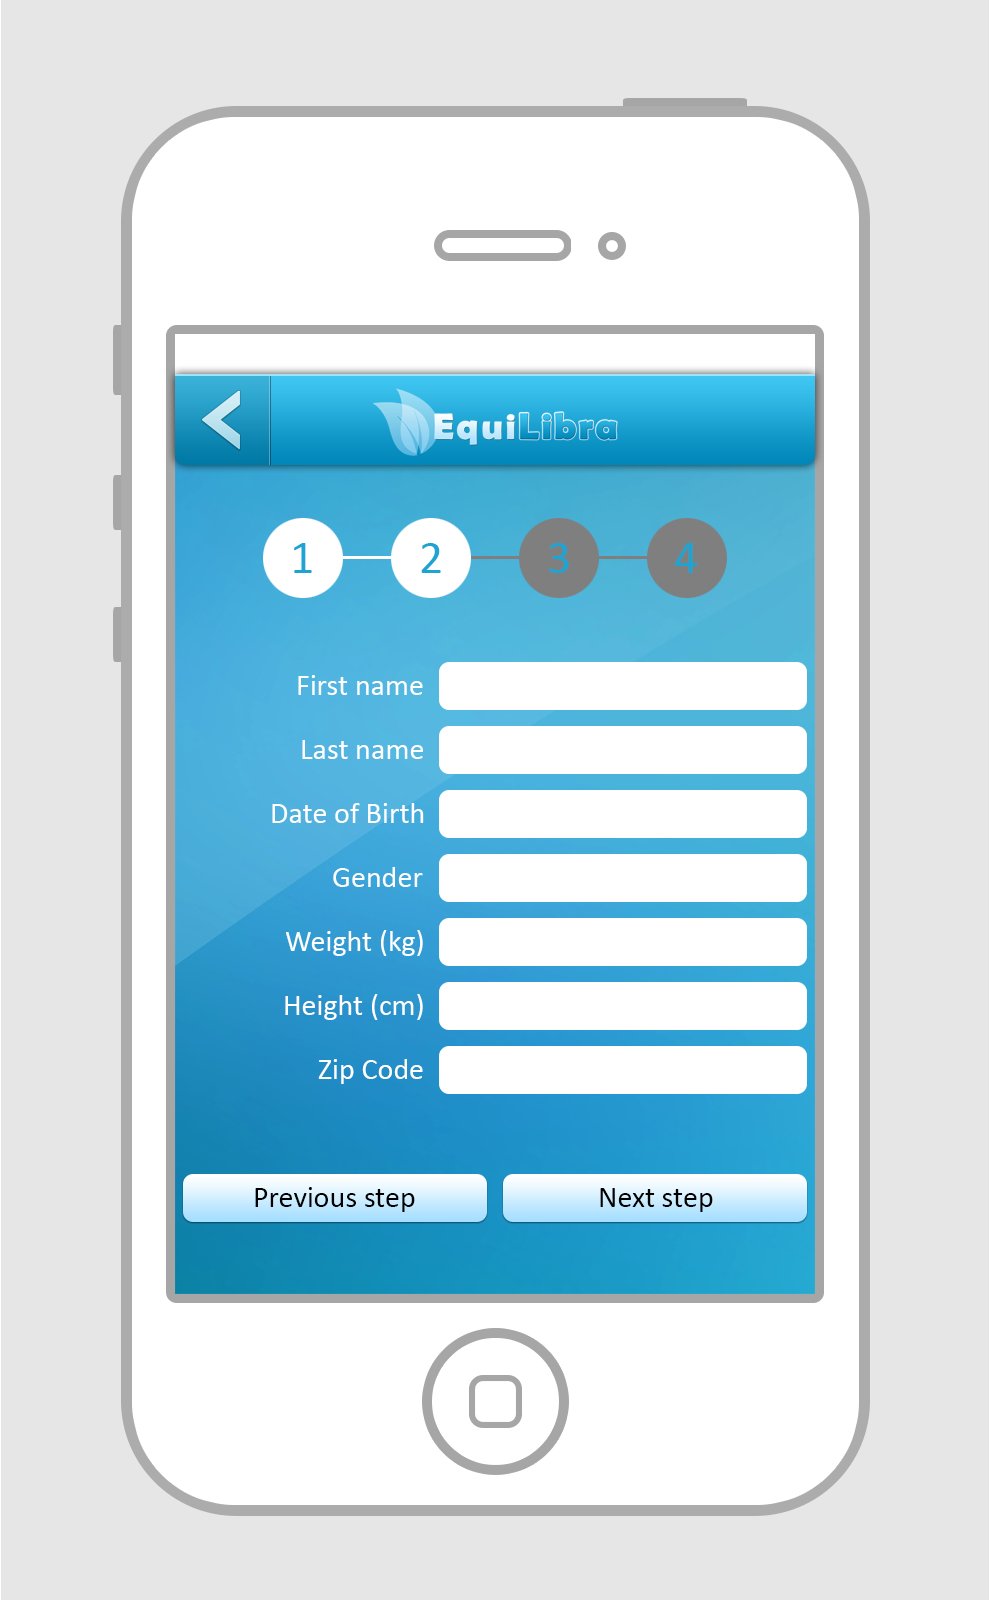 EquiLibra
1 2 3 4
First name
Last name
Date of Birth
Gender
Weight (kg)
Height (cm)
Zip Code
Previous step Next step